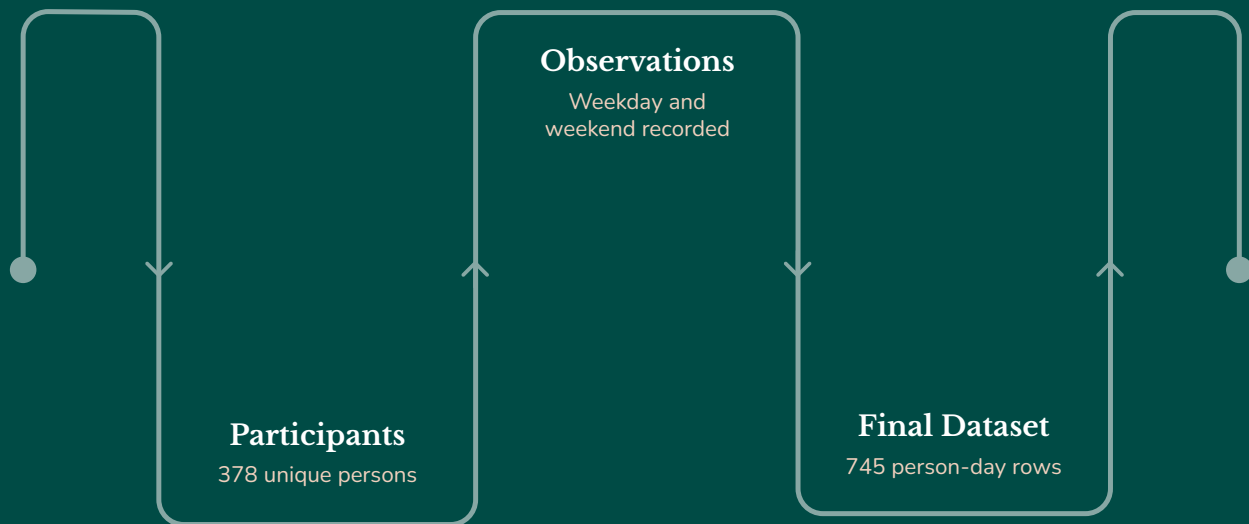 Participants
378 unique persons
Observations
Weekday and
weekend recorded
Final Dataset
745 person-day rows